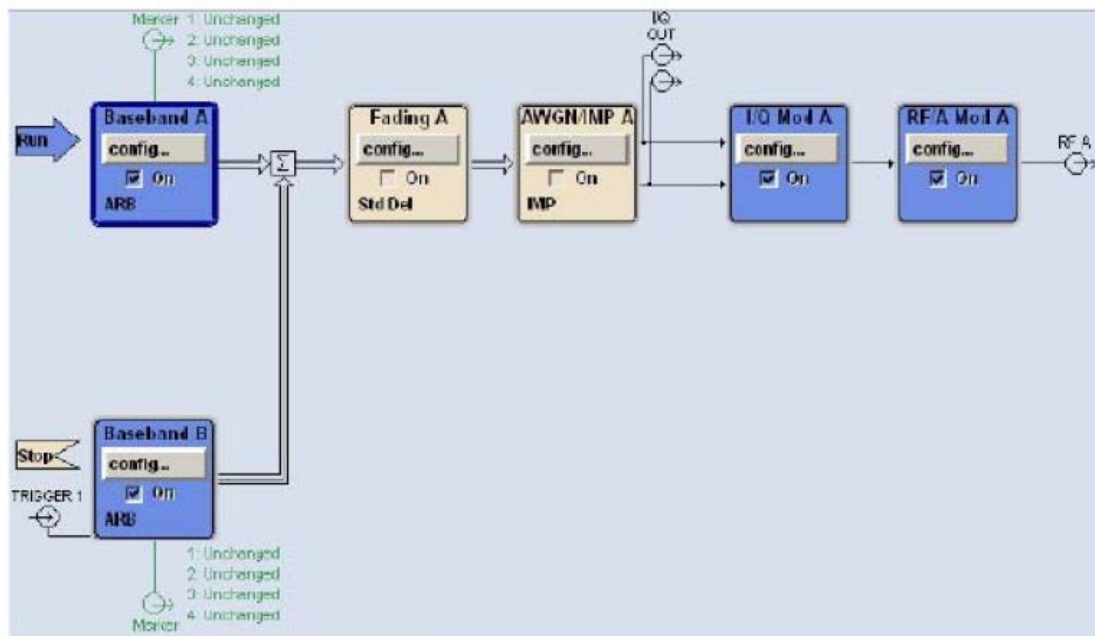 Marker 1: Unchanged
2: Unchanged
3: Unchanged
4: Unchanged
I/Q
OUT
Run
Baseband A
config...
On
ARB
Σ
Fading A
config...
On
Std Del
AWGN/IMP A
config...
On
IMP
I/Q Mod A
config...
On
RF/A Mod A
config...
On
RF A
Stop
TRIGGER 1
Baseband B
config...
On
ARB
1: Unchanged
2: Unchanged
3: Unchanged
Marker 4: Unchanged